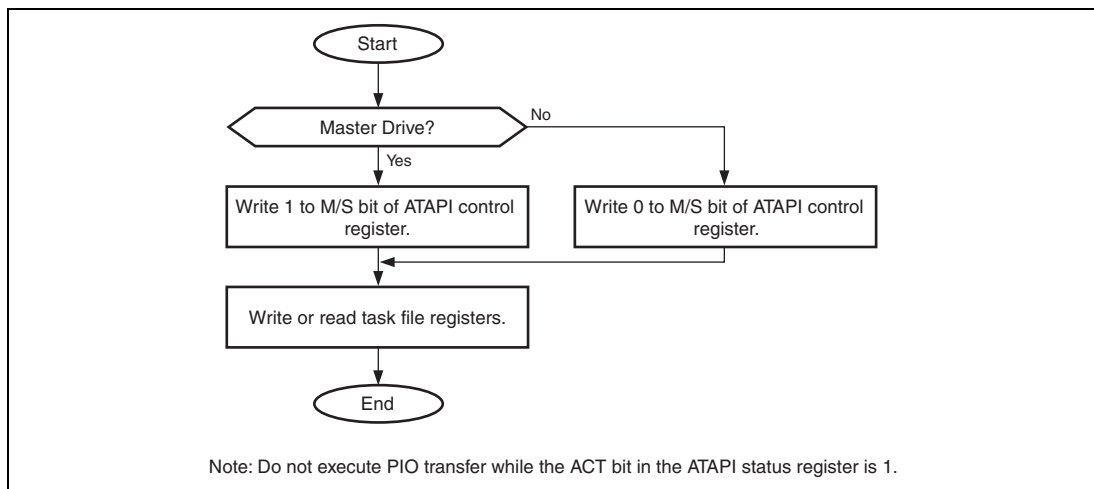 Start
Master Drive?
No
Yes
Write 1 to M/S bit of ATAPI control
register.
Write 0 to M/S bit of ATAPI control
register.
Write or read task file registers.
End
Note: Do not execute PIO transfer while the ACT bit in the ATAPI status register is 1.